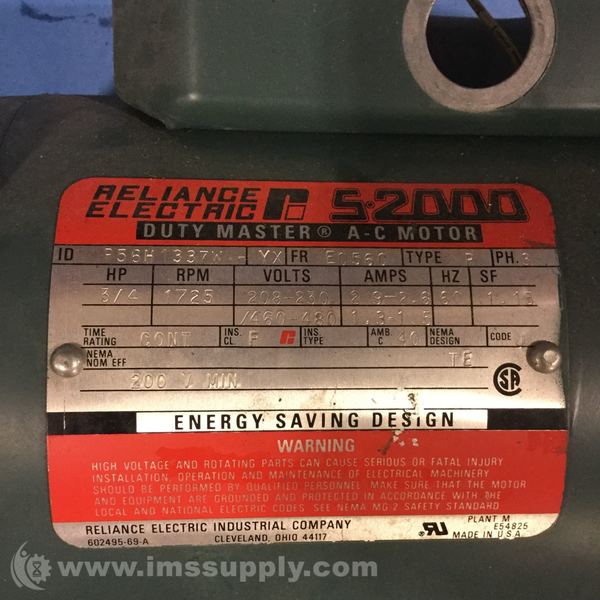 RELIANCE ELECTRIC S-2000
DUTY MASTER® A-C MOTOR
ID P56H1337W-YX FR EC56C TYPE P PH.3
HP RPM VOLTS AMPS HZ SF
3/4 1725 208-230 60 1.15
/460-480
TIME RATING CONT INS. CL. F INS. TYPE AMB. C 40 NEMA DESIGN CODE
NEMA NOM EFF TE
200 V MIN
ENERGY SAVING DESIGN
WARNING
HIGH VOLTAGE AND ROTATING PARTS CAN CAUSE SERIOUS OR FATAL INJURY
INSTALLATION, OPERATION AND MAINTENANCE OF ELECTRICAL MACHINERY
SHOULD BE PERFORMED BY QUALIFIED PERSONNEL. MAKE SURE THAT THE MOTOR
AND EQUIPMENT ARE GROUNDED AND PROTECTED IN ACCORDANCE WITH THE
LOCAL AND NATIONAL ELECTRIC CODES. SEE NEMA MG 2 SAFETY STANDARD
RELIANCE ELECTRIC INDUSTRIAL COMPANY
602495-69-A CLEVELAND, OHIO 44117
PLANT M
E54825
MADE IN U.S.A.
www.imssupply.com